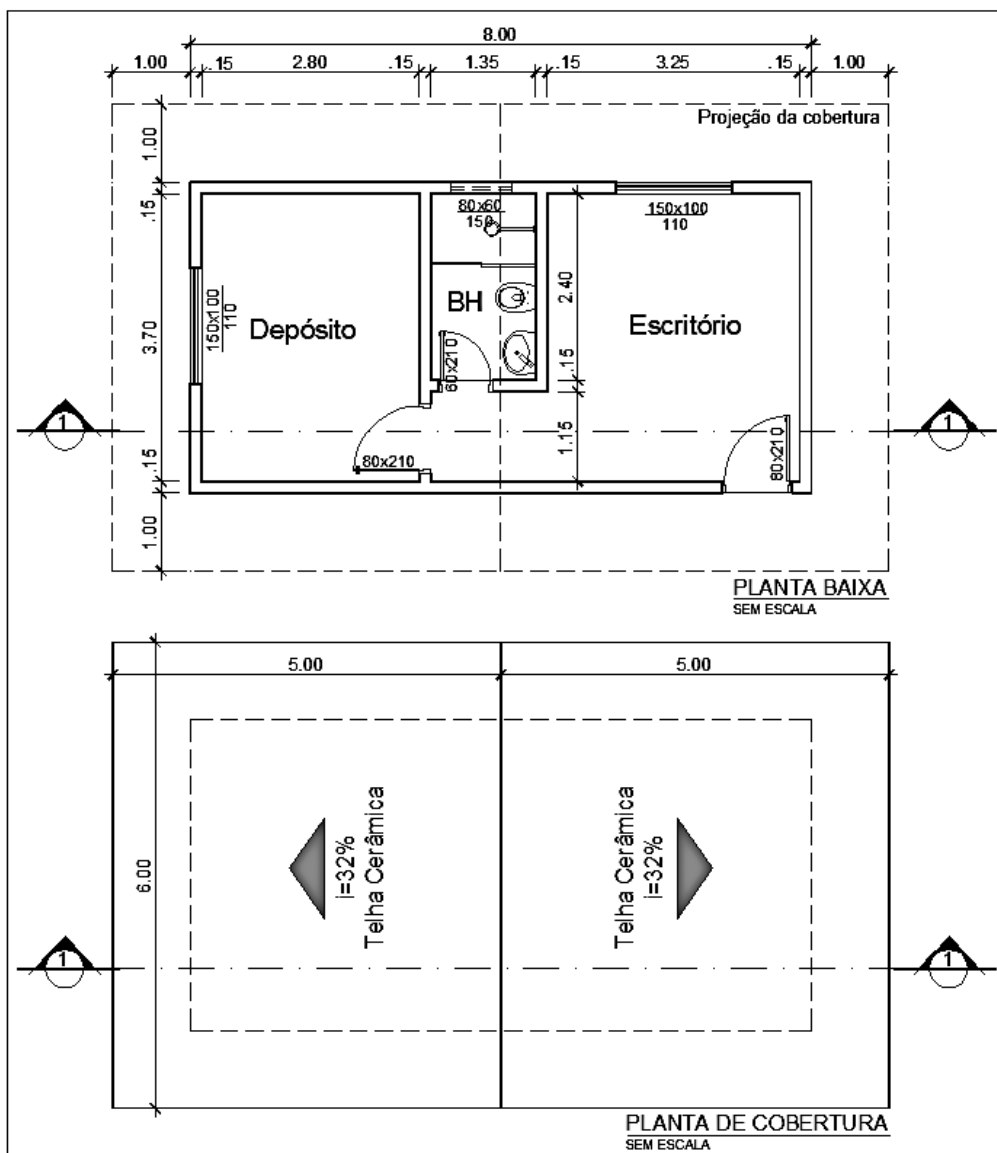 8.00
1.00 .15 2.80 .15 1.35 .15 3.25 .15 1.00
Projeção da cobertura
1.00
.15
80x60
150
150x100
110
2.40
BH
Depósito
Escritório
150x100
110
3.70
.15
60x210
1
1
1.15
80x210
80x210
.15
1.00
PLANTA BAIXA
SEM ESCALA
5.00 5.00
6.00
i=32%
Telha Cerâmica
Telha Cerâmica
i=32%
1
1
PLANTA DE COBERTURA
SEM ESCALA